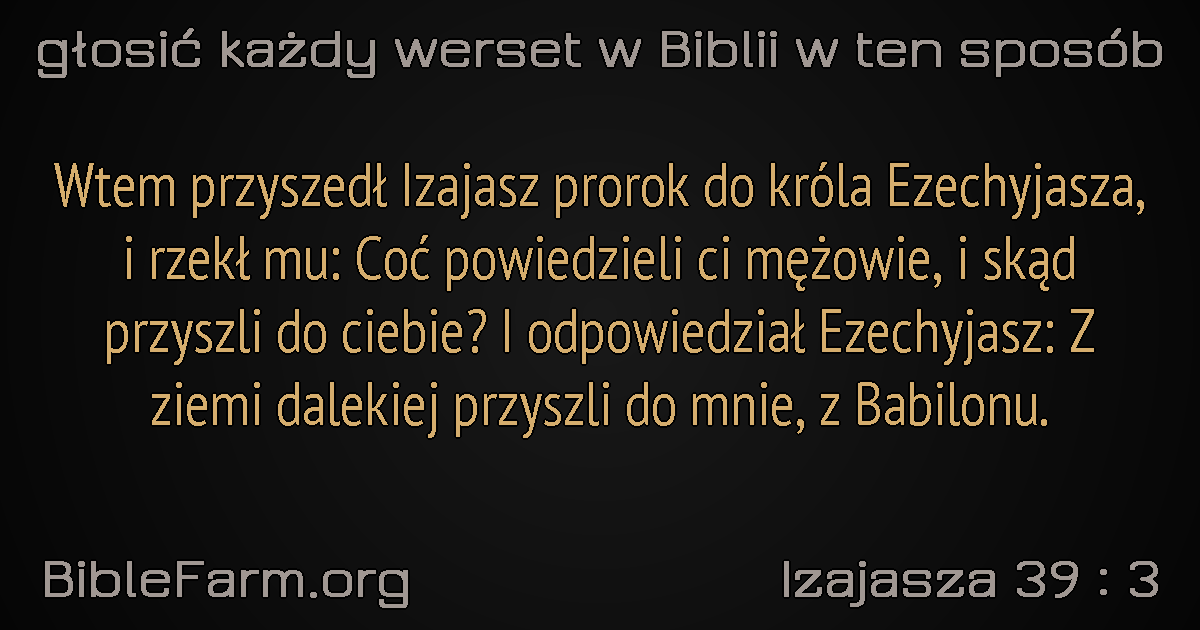 głosić każdy werset w Biblii w ten sposób
Wtem przyszedł Izajasz prorok do króla Ezechyjasza,
i rzekł mu: Coć powiedzieli ci mężowie, i skąd
przyszli do ciebie? I odpowiedział Ezechyjasz: Z
ziemi dalekiej przyszli do mnie, z Babilonu.
BibleFarm.org
Izajasza 39 : 3